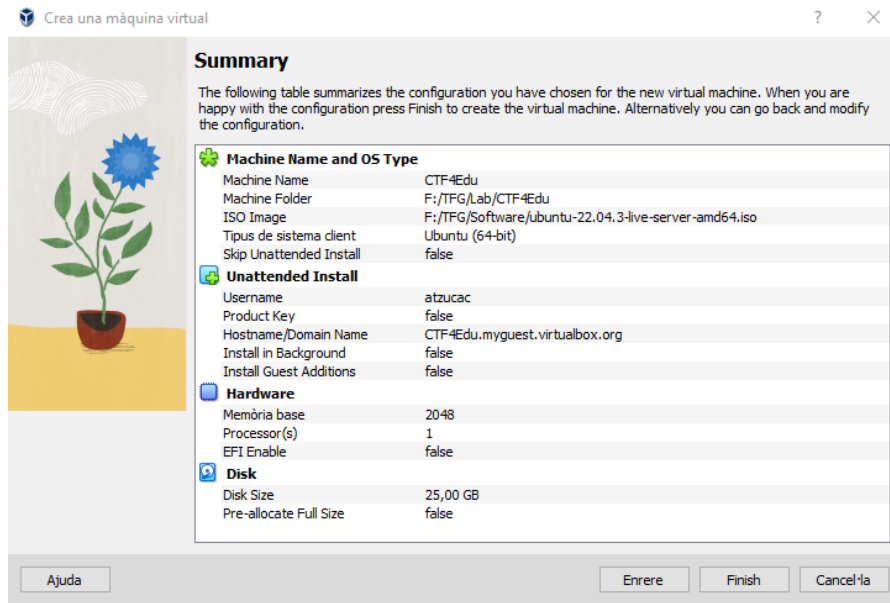 Crea una màquina virtual
?
Summary
The following table summarizes the configuration you have chosen for the new virtual machine. When you are
happy with the configuration press Finish to create the virtual machine. Alternatively you can go back and modify
the configuration.
Machine Name and OS Type
Machine Name CTF4Edu
Machine Folder F:/TFG/Lab/CTF4Edu
ISO Image F:/TFG/Software/ubuntu-22.04.3-live-server-amd64.iso
Tipus de sistema client Ubuntu (64-bit)
Skip Unattended Install false
Unattended Install
Username atzucac
Product Key false
Hostname/Domain Name CTF4Edu.myguest.virtualbox.org
Install in Background false
Install Guest Additions false
Hardware
Memòria base 2048
Processor(s) 1
EFI Enable false
Disk
Disk Size 25,00 GB
Pre-allocate Full Size false
Ajuda Enrere Finish Cancel·la